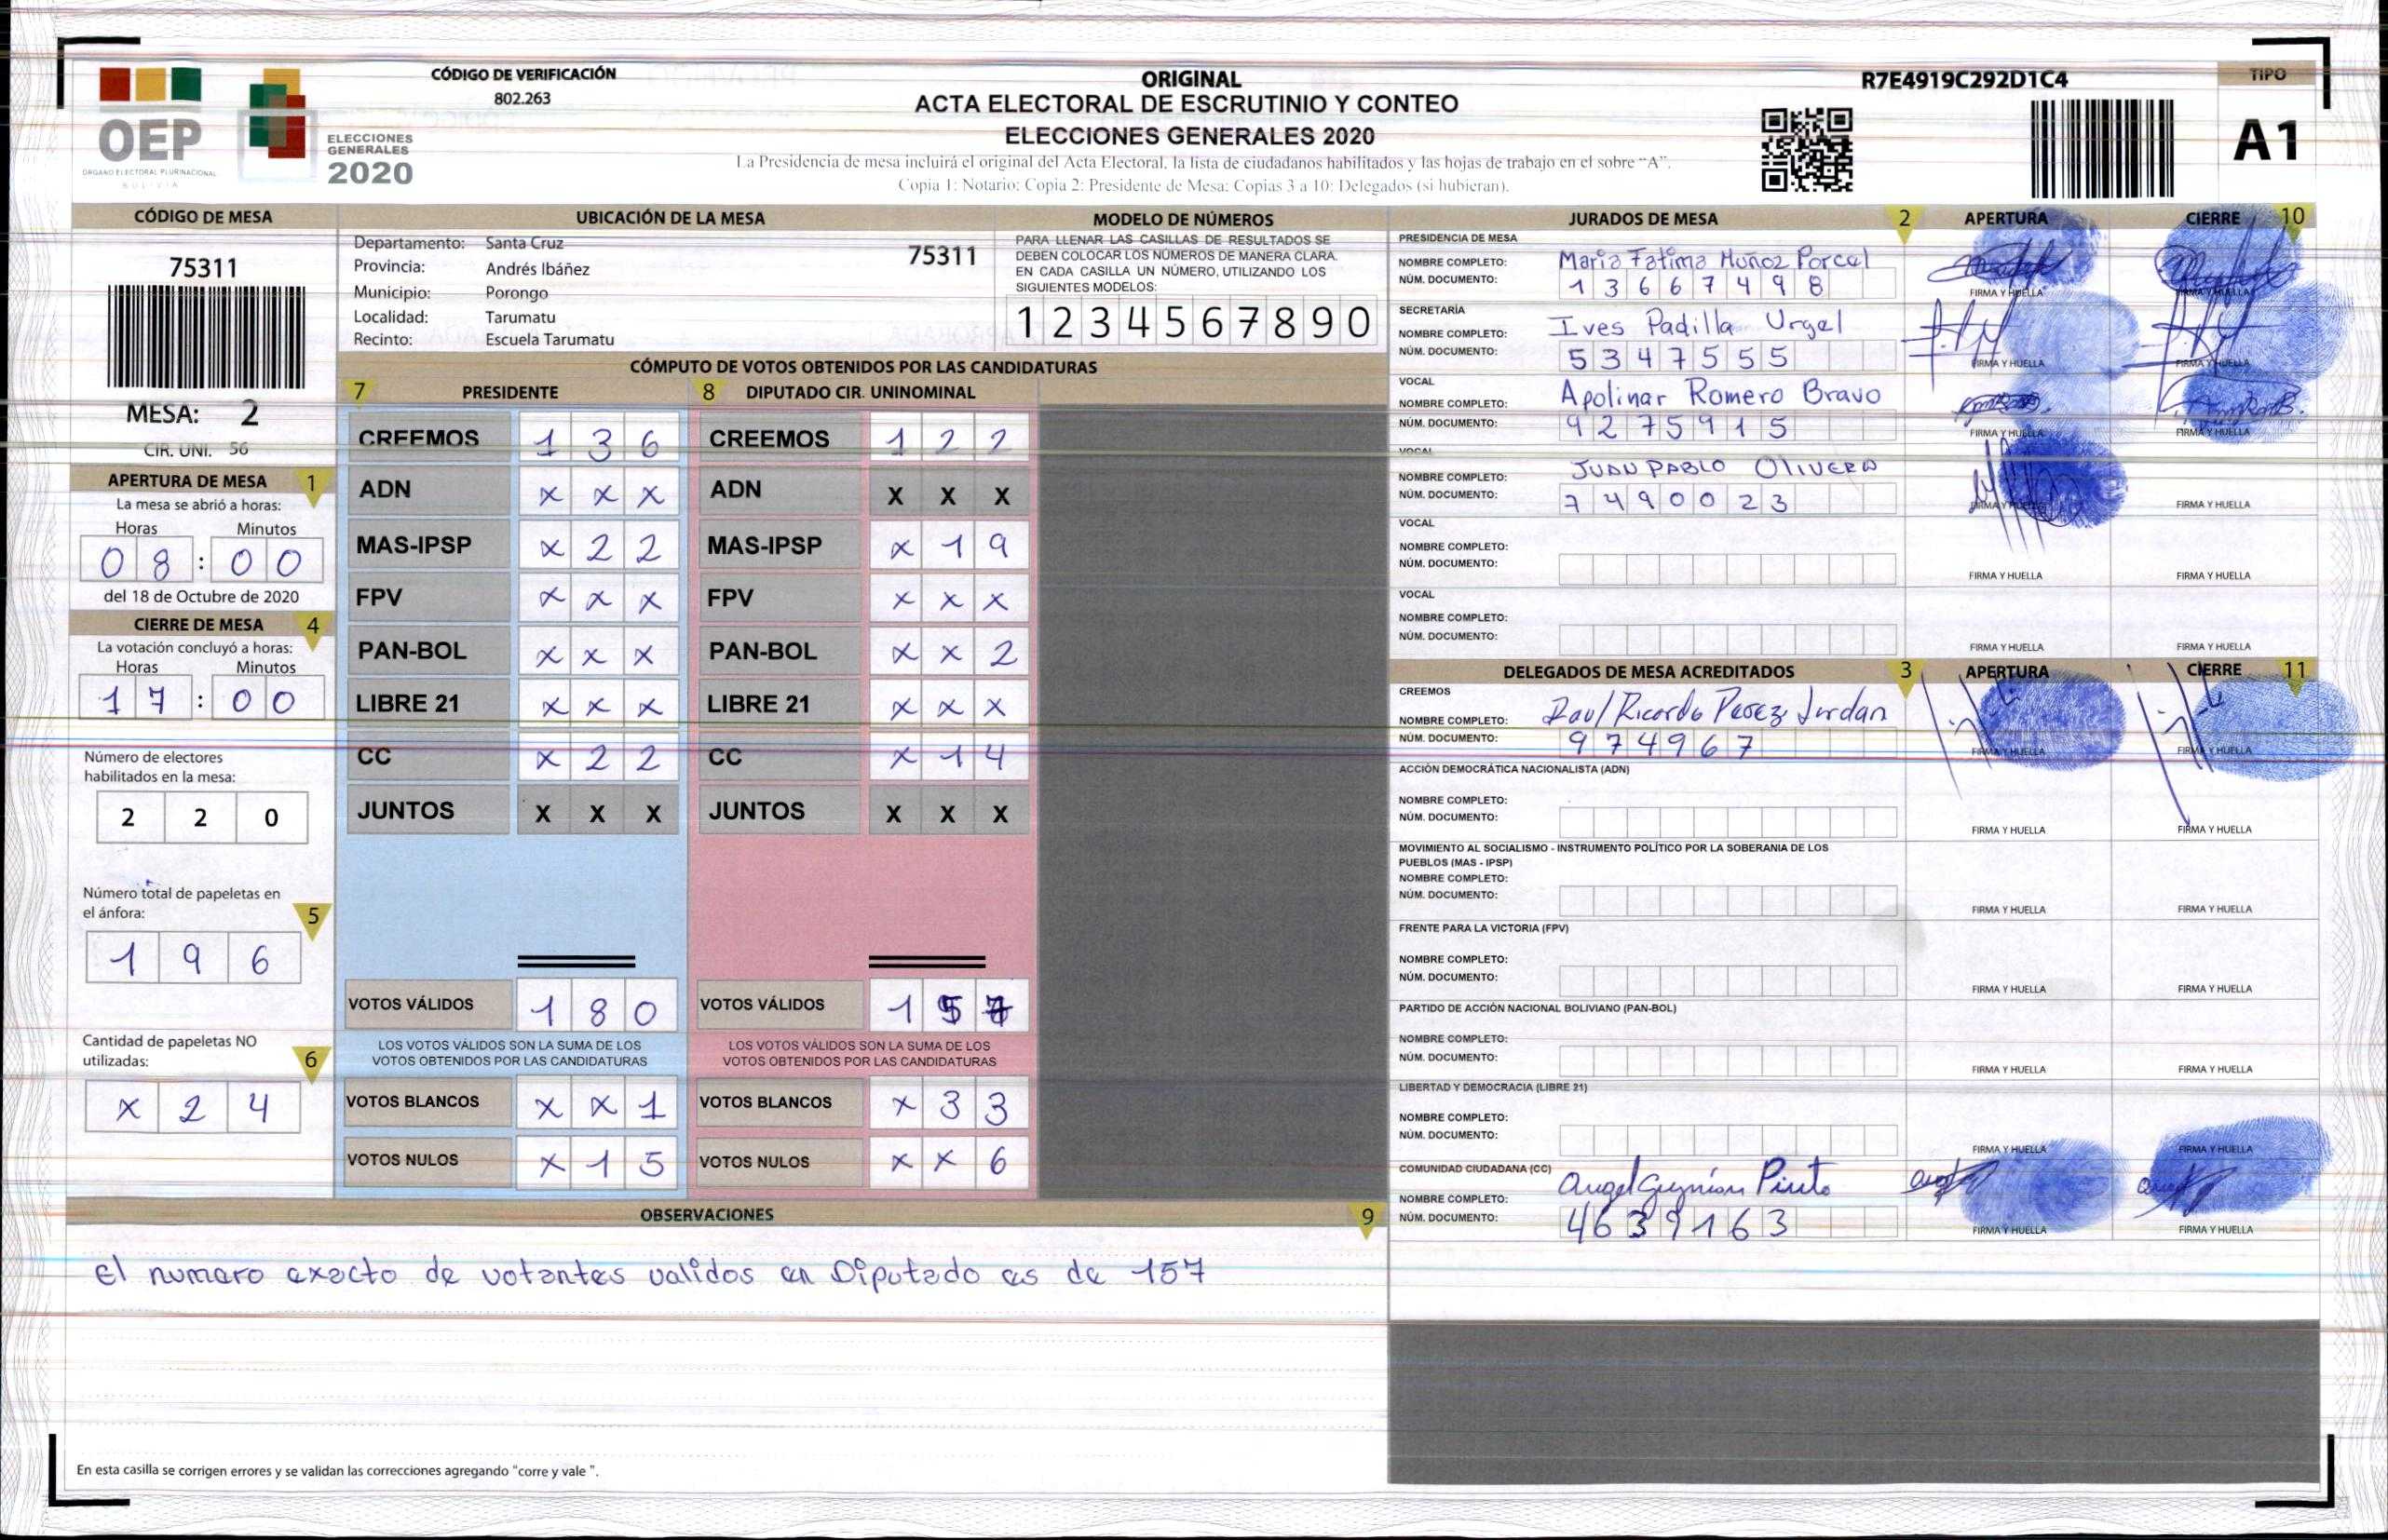 OEP
ÓRGANO ELECTORAL PLURINACIONAL
BOLIVIA
ELECCIONES
GENERALES
2020
CÓDIGO DE VERIFICACIÓN
802.263
ORIGINAL
ACTA ELECTORAL DE ESCRUTINIO Y CONTEO
ELECCIONES GENERALES 2020
La Presidencia de mesa incluirá el original del Acta Electoral, la lista de ciudadanos habilitados y las hojas de trabajo en el sobre “A”.
Copia 1: Notario; Copia 2: Presidente de Mesa; Copias 3 a 10: Delegados (si hubieran).
R7E4919C292D1C4
TIPO
A1
CÓDIGO DE MESA
75311
MESA: 2
CIR. UNI. 56
APERTURA DE MESA 1
La mesa se abrió a horas:
Horas Minutos
0 8 : 0 0
del 18 de Octubre de 2020
CIERRE DE MESA 4
La votación concluyó a horas:
Horas Minutos
1 7 : 0 0
Número de electores
habilitados en la mesa:
2 2 0
Número total de papeletas en
el ánfora: 5
1 9 6
Cantidad de papeletas NO
utilizadas: 6
x 2 4
UBICACIÓN DE LA MESA
Departamento: Santa Cruz 75311
Provincia: Andrés Ibáñez
Municipio: Porongo
Localidad: Tarumatu
Recinto: Escuela Tarumatu
MODELO DE NÚMEROS
PARA LLENAR LAS CASILLAS DE RESULTADOS SE
DEBEN COLOCAR LOS NÚMEROS DE MANERA CLARA.
EN CADA CASILLA UN NÚMERO, UTILIZANDO LOS
SIGUIENTES MODELOS:
1 2 3 4 5 6 7 8 9 0
CÓMPUTO DE VOTOS OBTENIDOS POR LAS CANDIDATURAS
7 PRESIDENTE 8 DIPUTADO CIR. UNINOMINAL
CREEMOS 1 3 6 CREEMOS 1 2 2
ADN x x x ADN X X X
MAS-IPSP x 2 2 MAS-IPSP x 1 9
FPV x x x FPV x x x
PAN-BOL x x x PAN-BOL x x 2
LIBRE 21 x x x LIBRE 21 x x x
CC x 2 2 CC x 1 4
JUNTOS X X X JUNTOS X X X
VOTOS VÁLIDOS 1 8 0 VOTOS VÁLIDOS 1 5 7
LOS VOTOS VÁLIDOS SON LA SUMA DE LOS LOS VOTOS VÁLIDOS SON LA SUMA DE LOS
VOTOS OBTENIDOS POR LAS CANDIDATURAS VOTOS OBTENIDOS POR LAS CANDIDATURAS
VOTOS BLANCOS x x 1 VOTOS BLANCOS x 3 3
VOTOS NULOS x 1 5 VOTOS NULOS x x 6
OBSERVACIONES 9
el numero exacto de votantes validos en Diputado es de 157
En esta casilla se corrigen errores y se validan las correcciones agregando "corre y vale ".
JURADOS DE MESA 2 APERTURA CIERRE 10
PRESIDENCIA DE MESA
NOMBRE COMPLETO: Maria Fatima Muñoz Porcel
NÚM. DOCUMENTO: 1 3 6 6 7 4 9 8
FIRMA Y HUELLA FIRMA Y HUELLA
SECRETARÍA
NOMBRE COMPLETO: Ives Padilla Urgel
NÚM. DOCUMENTO: 5 3 4 7 5 5 5
FIRMA Y HUELLA FIRMA Y HUELLA
VOCAL
NOMBRE COMPLETO: Apolinar Romero Bravo
NÚM. DOCUMENTO: 9 2 7 5 9 1 5
FIRMA Y HUELLA FIRMA Y HUELLA
VOCAL
NOMBRE COMPLETO: JUAN PABLO OLIVERA
NÚM. DOCUMENTO: 7 4 9 0 0 2 3
FIRMA Y HUELLA FIRMA Y HUELLA
VOCAL
NOMBRE COMPLETO:
NÚM. DOCUMENTO:
FIRMA Y HUELLA FIRMA Y HUELLA
VOCAL
NOMBRE COMPLETO:
NÚM. DOCUMENTO:
FIRMA Y HUELLA FIRMA Y HUELLA
DELEGADOS DE MESA ACREDITADOS 3 APERTURA CIERRE 11
CREEMOS
NOMBRE COMPLETO: Raul Ricardo Perez Jordan
NÚM. DOCUMENTO: 9 7 4 9 6 7
FIRMA Y HUELLA FIRMA Y HUELLA
ACCIÓN DEMOCRÁTICA NACIONALISTA (ADN)
NOMBRE COMPLETO:
NÚM. DOCUMENTO:
FIRMA Y HUELLA FIRMA Y HUELLA
MOVIMIENTO AL SOCIALISMO - INSTRUMENTO POLÍTICO POR LA SOBERANIA DE LOS
PUEBLOS (MAS - IPSP)
NOMBRE COMPLETO:
NÚM. DOCUMENTO:
FIRMA Y HUELLA FIRMA Y HUELLA
FRENTE PARA LA VICTORIA (FPV)
NOMBRE COMPLETO:
NÚM. DOCUMENTO:
FIRMA Y HUELLA FIRMA Y HUELLA
PARTIDO DE ACCIÓN NACIONAL BOLIVIANO (PAN-BOL)
NOMBRE COMPLETO:
NÚM. DOCUMENTO:
FIRMA Y HUELLA FIRMA Y HUELLA
LIBERTAD Y DEMOCRACIA (LIBRE 21)
NOMBRE COMPLETO:
NÚM. DOCUMENTO:
FIRMA Y HUELLA FIRMA Y HUELLA
COMUNIDAD CIUDADANA (CC)
NOMBRE COMPLETO: Angel Guzmán Pinto
NÚM. DOCUMENTO: 4 6 3 9 1 6 3
FIRMA Y HUELLA FIRMA Y HUELLA